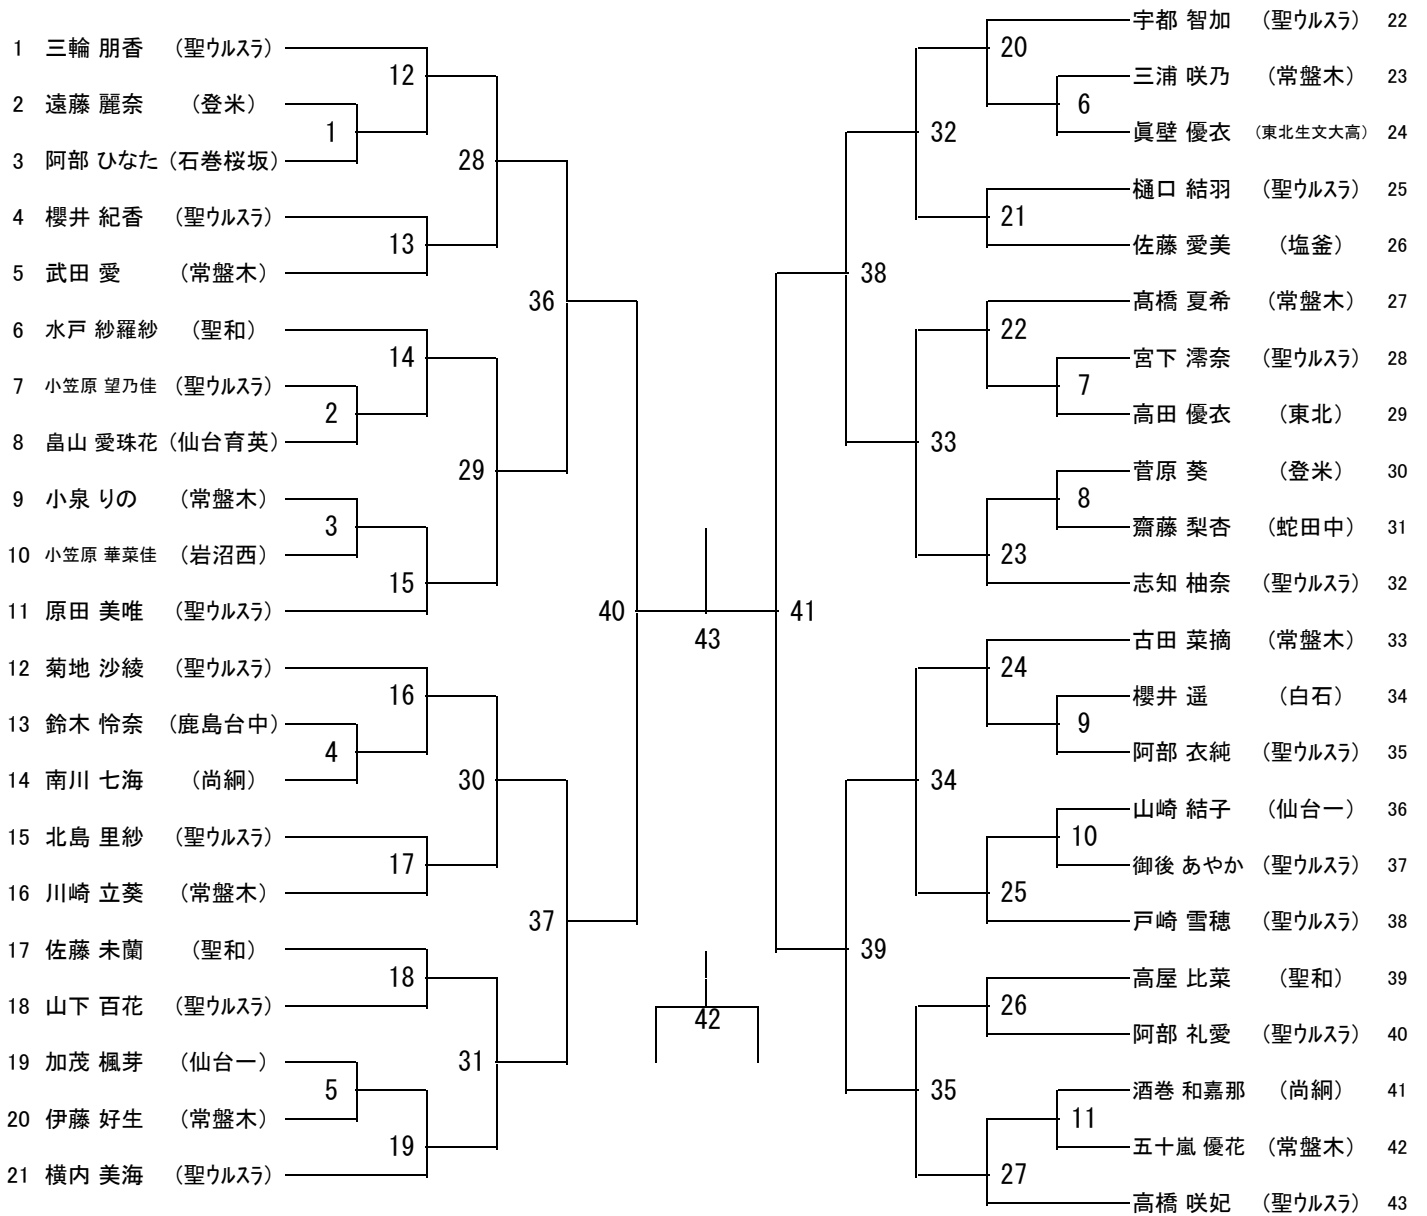 1 三輪 朋香 （聖ウルスラ）
2 遠藤 麗奈 （登米）
3 阿部 ひなた （石巻桜坂）
4 櫻井 紀香 （聖ウルスラ）
5 武田 愛 （常盤木）
6 水戸 紗羅紗 （聖和）
7 小笠原 望乃佳 （聖ウルスラ）
8 畠山 愛珠花 （仙台育英）
9 小泉 りの （常盤木）
10 小笠原 華菜佳 （岩沼西）
11 原田 美唯 （聖ウルスラ）
12 菊地 沙綾 （聖ウルスラ）
13 鈴木 怜奈 （鹿島台中）
14 南川 七海 （尚絅）
15 北島 里紗 （聖ウルスラ）
16 川崎 立葵 （常盤木）
17 佐藤 未蘭 （聖和）
18 山下 百花 （聖ウルスラ）
19 加茂 楓芽 （仙台一）
20 伊藤 好生 （常盤木）
21 横内 美海 （聖ウルスラ）
1
2
3
4
5
12
13
14
15
16
17
18
19
28
29
30
31
36
37
40
43
42
41
38
39
32
33
34
35
20
21
22
23
24
25
26
27
6
7
8
9
10
11
宇都 智加 （聖ウルスラ） 22
三浦 咲乃 （常盤木） 23
眞壁 優衣 （東北生文大高） 24
樋口 結羽 （聖ウルスラ） 25
佐藤 愛美 （塩釜） 26
髙橋 夏希 （常盤木） 27
宮下 澪奈 （聖ウルスラ） 28
高田 優衣 （東北） 29
菅原 葵 （登米） 30
齋藤 梨杏 （蛇田中） 31
志知 柚奈 （聖ウルスラ） 32
古田 菜摘 （常盤木） 33
櫻井 遥 （白石） 34
阿部 衣純 （聖ウルスラ） 35
山崎 結子 （仙台一） 36
御後 あやか （聖ウルスラ） 37
戸崎 雪穂 （聖ウルスラ） 38
高屋 比菜 （聖和） 39
阿部 礼愛 （聖ウルスラ） 40
酒巻 和嘉那 （尚絅） 41
五十嵐 優花 （常盤木） 42
高橋 咲妃 （聖ウルスラ） 43